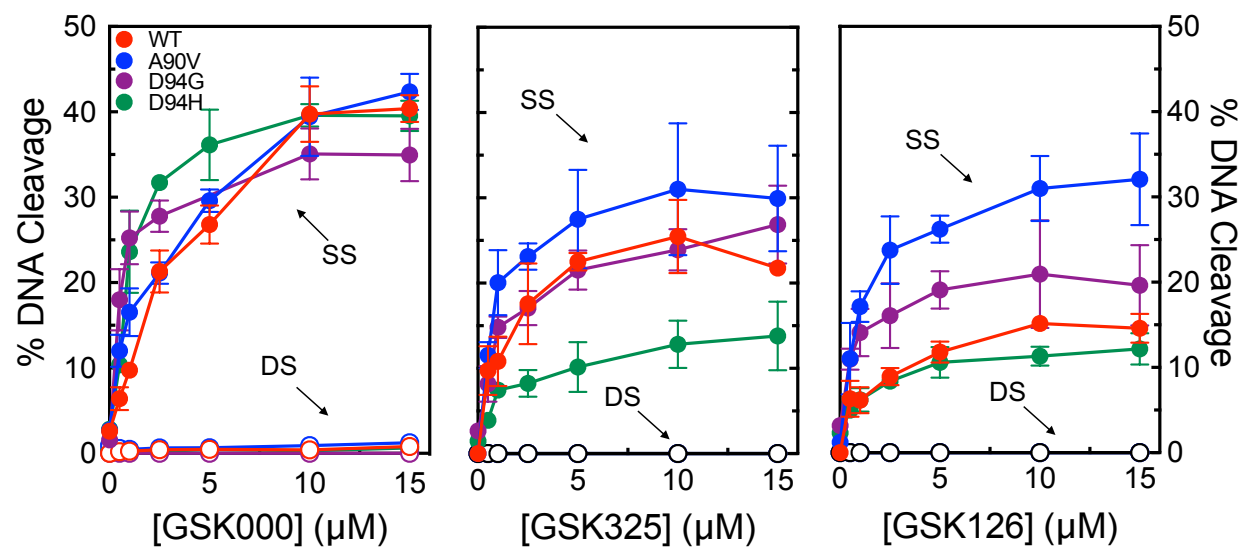 % DNA Cleavage
50
40
30
20
10
0
WT
A90V
D94G
D94H
SS
DS
0 5 10 15
[GSK000] (µM)
SS
DS
0 5 10 15
[GSK325] (µM)
SS
DS
0 5 10 15
[GSK126] (µM)
50
40
30
20
10
0
% DNA Cleavage